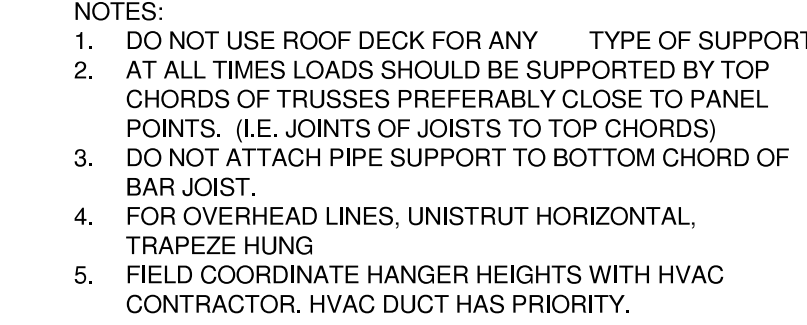 NOTES:
1. DO NOT USE ROOF DECK FOR ANY TYPE OF SUPPORT
2. AT ALL TIMES LOADS SHOULD BE SUPPORTED BY TOP
CHORDS OF TRUSSES PREFERABLY CLOSE TO PANEL
POINTS. (I.E. JOINTS OF JOISTS TO TOP CHORDS)
3. DO NOT ATTACH PIPE SUPPORT TO BOTTOM CHORD OF
BAR JOIST.
4. FOR OVERHEAD LINES, UNISTRUT HORIZONTAL,
TRAPEZE HUNG
5. FIELD COORDINATE HANGER HEIGHTS WITH HVAC
CONTRACTOR. HVAC DUCT HAS PRIORITY.